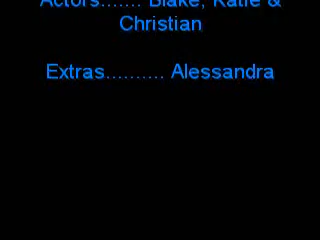 Actors....... Blake, Katie &
Christian
Extras.......... Alessandra